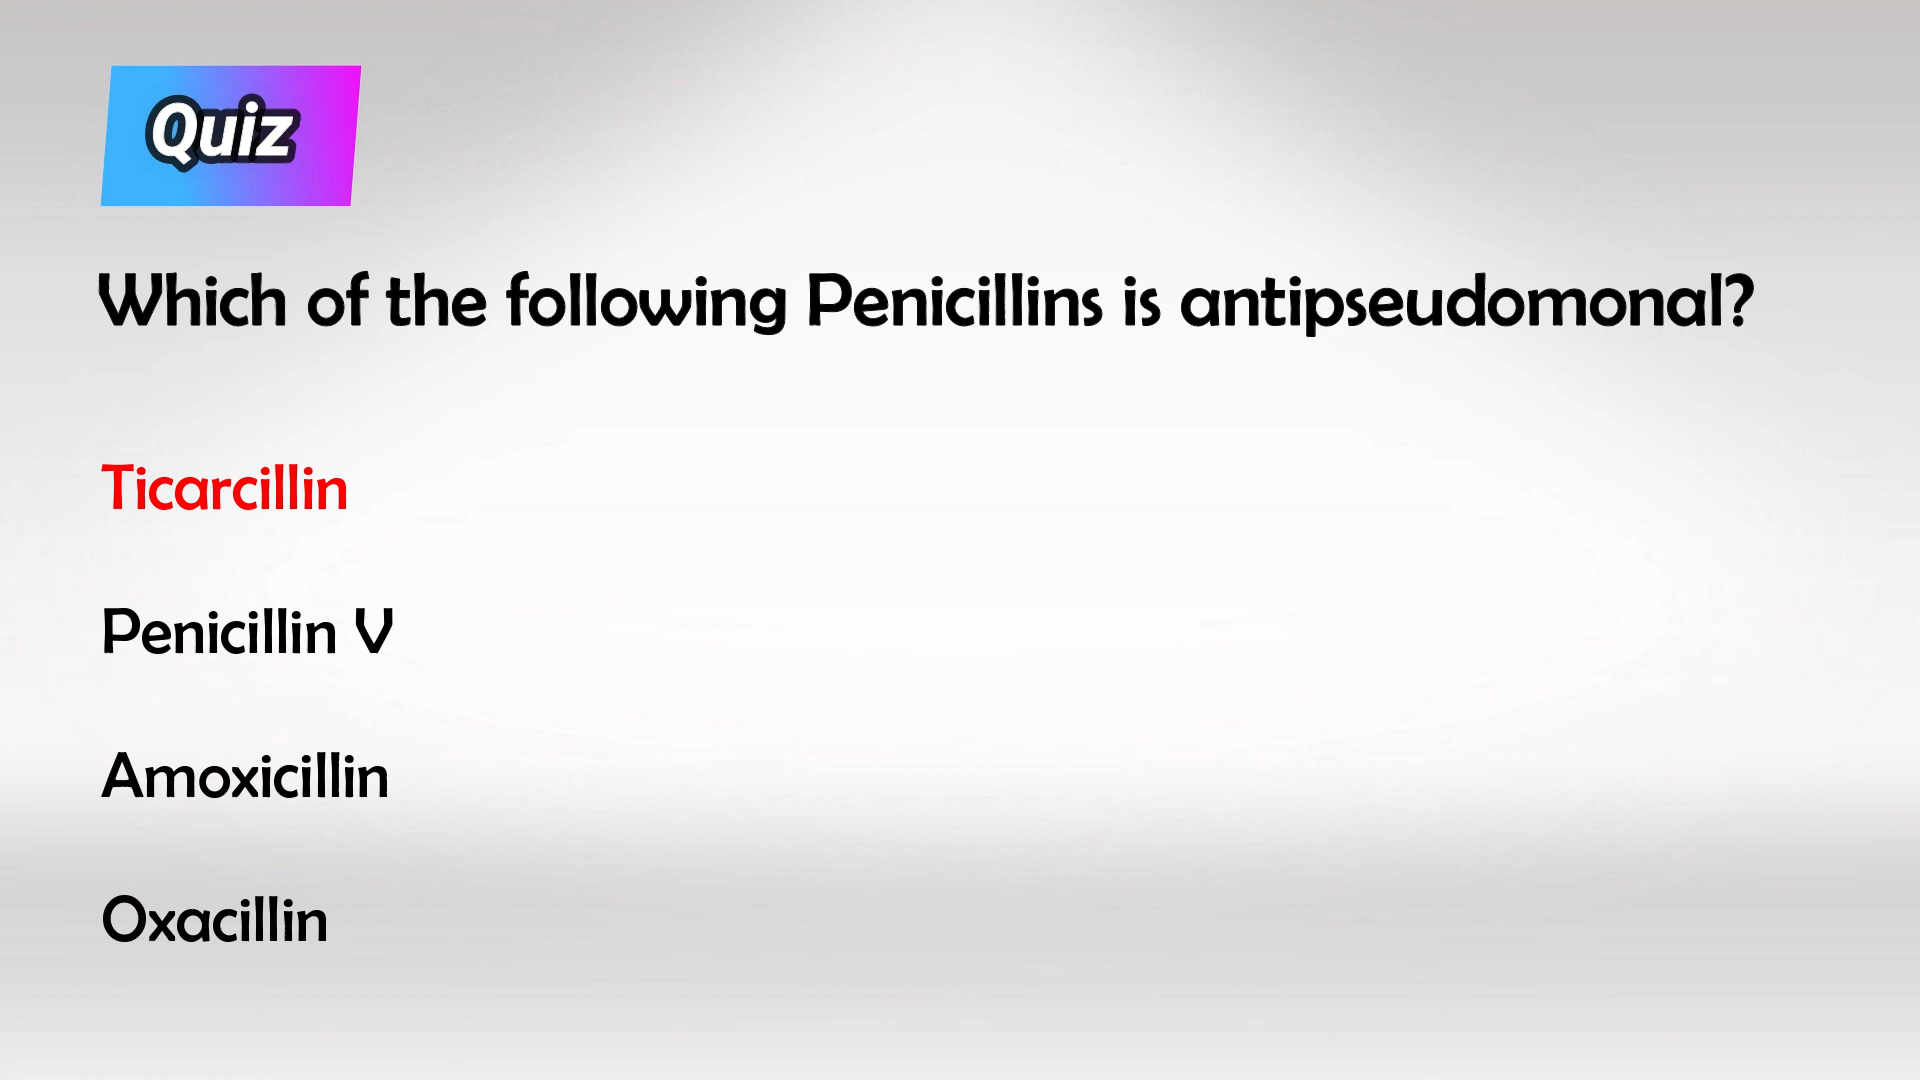 Quiz
Which of the following Penicillins is antipseudomonal?
Ticarcillin
Penicillin V
Amoxicillin
Oxacillin